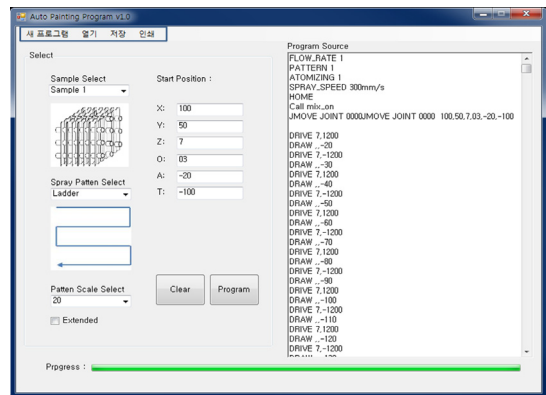 Auto Painting Program v1.0
새 프로그램 열기 저장 인쇄
Select
Sample Select
Sample 1
Spray Patten Select
Ladder
Patten Scale Select
20
Extended
Start Position :
X: 100
Y: 50
Z: 7
O: 03
A: -20
T: -100
Clear Program
Program Source
FLOW_RATE 1
PATTERN 1
ATOMIZING 1
SPRAY_SPEED 300mm/s
HOME
Call mix_on
JMOVE JOINT 0000JMOVE JOINT 0000 100,50,7,03,-20,-100
DRIVE 7,1200
DRAW ,,-20
DRIVE 7,-1200
DRAW ,,-30
DRIVE 7,1200
DRAW ,,-40
DRIVE 7,-1200
DRAW ,,-50
DRIVE 7,1200
DRAW ,,-60
DRIVE 7,-1200
DRAW ,,-70
DRIVE 7,1200
DRAW ,,-80
DRIVE 7,-1200
DRAW ,,-90
DRIVE 7,1200
DRAW ,,-100
DRIVE 7,-1200
DRAW ,,-110
DRIVE 7,1200
DRAW ,,-120
DRIVE 7,-1200
Prpgress :